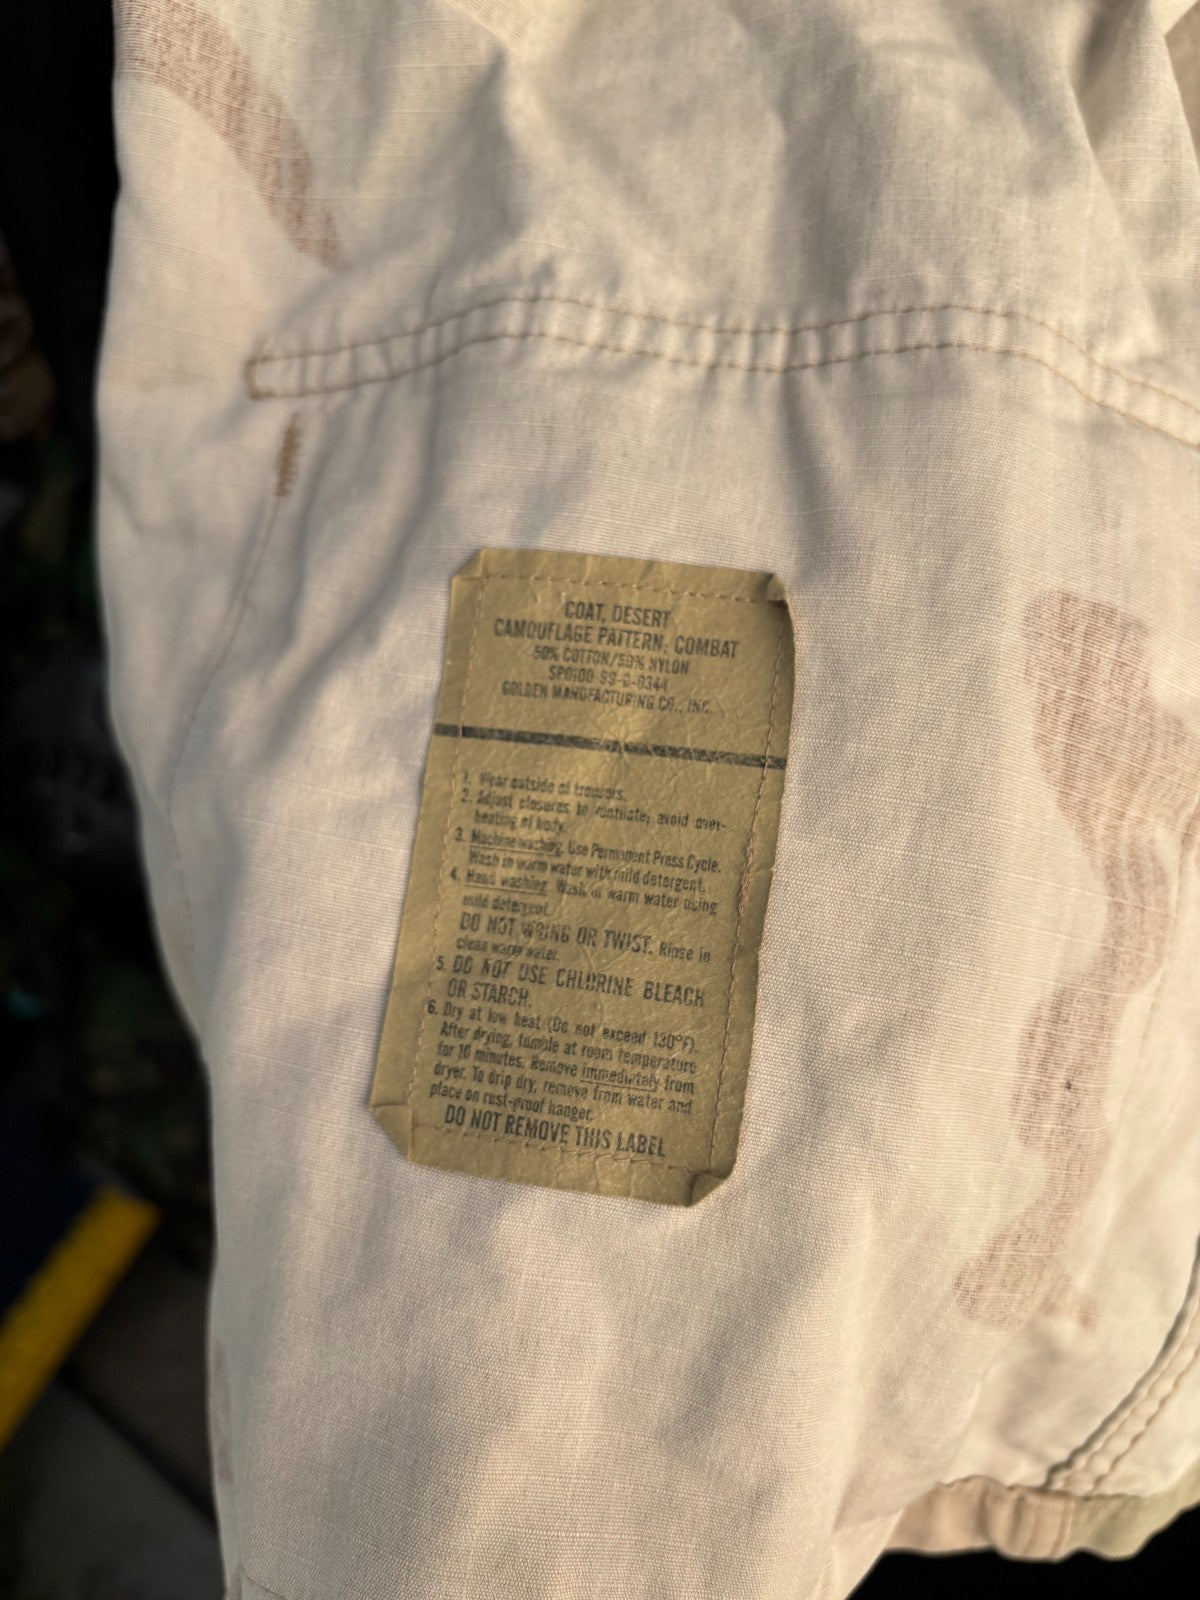 COAT, DESERT
CAMOUFLAGE PATTERN: COMBAT
50% COTTON/50% NYLON
SP0100-99-C-0344
GOLDEN MANUFACTURING CO., INC.
1. Wear outside of trousers.
2. Adjust closures to ventilate; avoid over-
heating of body.
3. Machine washing. Use Permanent Press Cycle.
Wash in warm water with mild detergent.
4. Hand washing. Wash in warm water using
mild detergent.
DO NOT WRING OR TWIST. Rinse in
clean warm water.
5. DO NOT USE CHLORINE BLEACH
OR STARCH.
6. Dry at low heat (Do not exceed 130°F).
After drying, tumble at room temperature
for 10 minutes. Remove immediately from
dryer. To drip dry, remove from water and
place on rust-proof hanger.
DO NOT REMOVE THIS LABEL